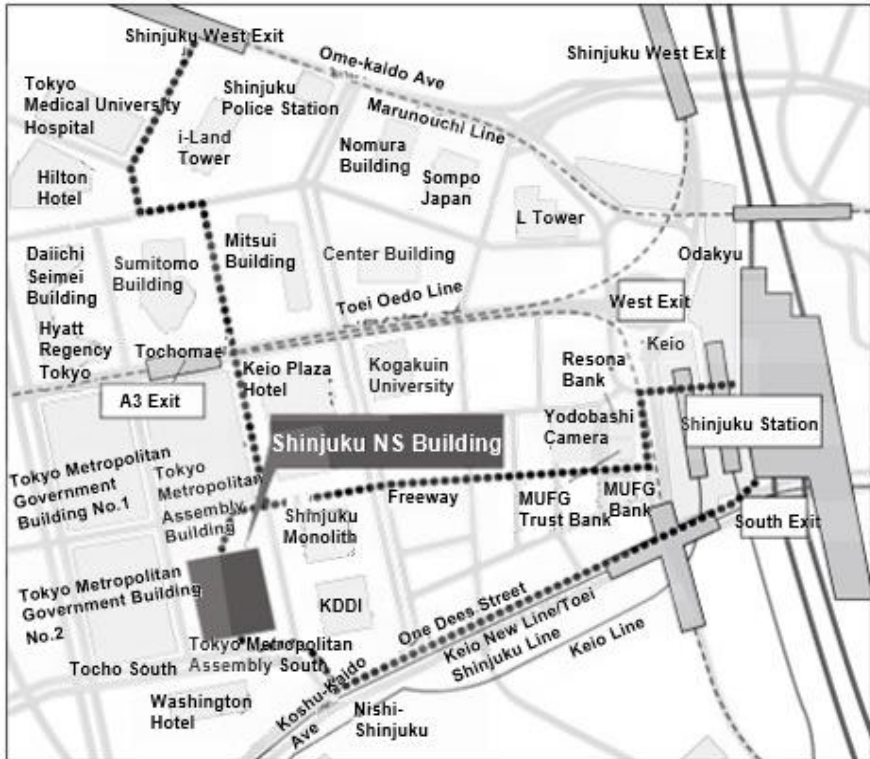 Shinjuku West Exit
Ome-kaido Ave
Shinjuku West Exit
Tokyo
Medical University
Hospital
Shinjuku
Police Station
Marunouchi Line
i-Land
Tower
Nomura
Building
Sompo
Japan
Hilton
Hotel
L Tower
Daiichi
Seimei
Building
Sumitomo
Building
Mitsui
Building
Center Building
Odakyu
Toei Oedo Line
West Exit
Hyatt
Regency
Tokyo
Tochomae
Keio Plaza
Hotel
Kogakuin
University
Resona
Bank
Keio
A3 Exit
Yodobashi
Camera
Shinjuku Station
Shinjuku NS Building
Tokyo Metropolitan
Government
Building No.1
Tokyo
Metropolitan
Assembly
Building
Freeway
Shinjuku
Monolith
MUFG
Trust Bank
MUFG
Bank
South Exit
Tokyo Metropolitan
Government Building
No.2
KDDI
One Dees Street
Keio New Line/Toei
Shinjuku Line
Keio Line
Tokyo Metropolitan
Assembly South
Tocho South
Koshu-Kaido
Ave
Washington
Hotel
Nishi-
Shinjuku